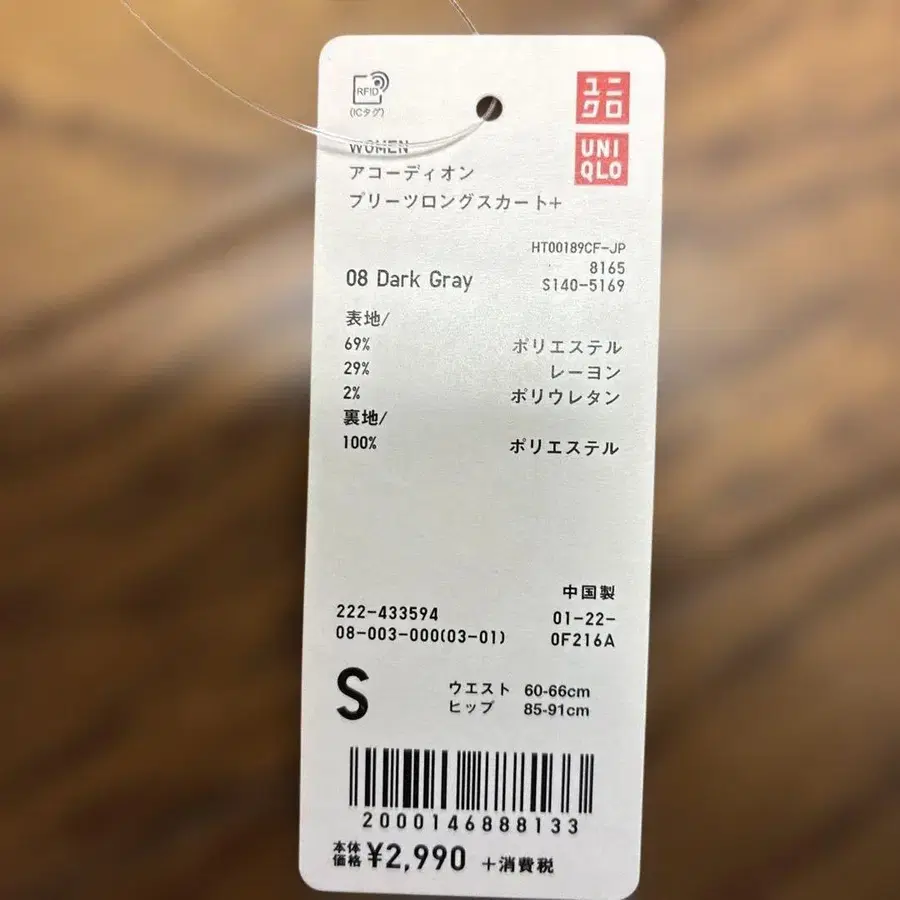 RFID
(ICタグ)
ユニ
クロ
UNI
QLO
WOMEN
アコーディオン
プリーツロングスカート+
HT00189CF-JP
8165
S140-5169
08 Dark Gray
表地/
69% ポリエステル
29% レーヨン
2% ポリウレタン
裏地/
100% ポリエステル
中国製
222-433594 01-22-
08-003-000(03-01) 0F216A
S
ウエスト 60-66cm
ヒップ 85-91cm
2000146888133
本体価格 ¥2,990 +消費税